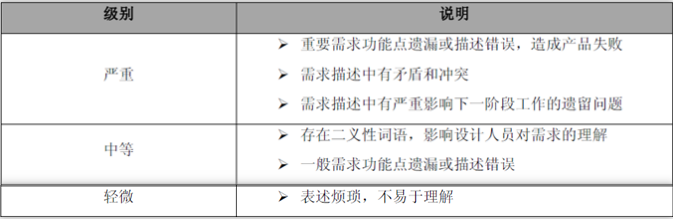 级别 说明
严重
➢ 重要需求功能点遗漏或描述错误，造成产品失败
➢ 需求描述中有矛盾和冲突
➢ 需求描述中有严重影响下一阶段工作的遗留问题
中等
➢ 存在二义性词语，影响设计人员对需求的理解
➢ 一般需求功能点遗漏或描述错误
轻微
➢ 表述烦琐，不易于理解